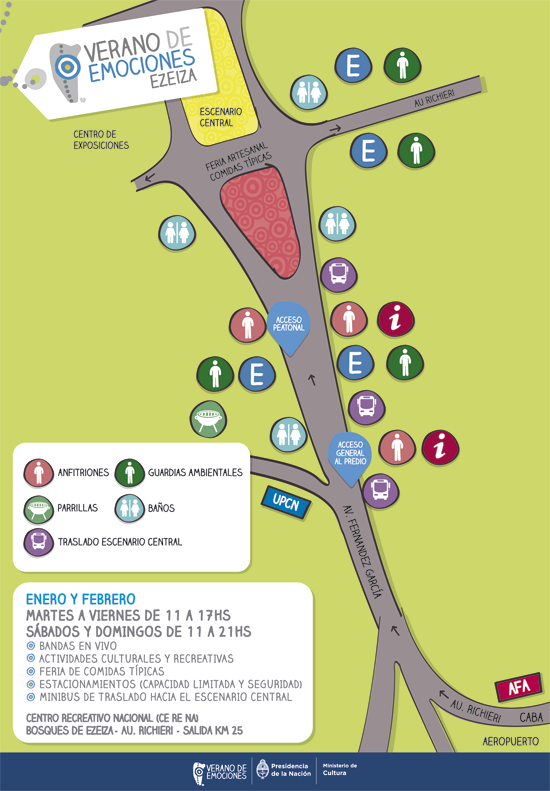 VERANO DE
EMOCIONES
EZEIZA
CENTRO DE
EXPOSICIONES
ESCENARIO
CENTRAL
E
AU RICHIERI
E
FERIA ARTESANAL
COMIDAS TÍPICAS
ACCESO
PEATONAL
i
E
E
ACCESO
GENERAL
AL PREDIO
i
UPCN
AV. FERNANDEZ GARCÍA
ANFITRIONES
GUARDIAS AMBIENTALES
PARRILLAS
BAÑOS
TRASLADO ESCENARIO CENTRAL
ENERO Y FEBRERO
MARTES A VIERNES DE 11 A 17HS
SÁBADOS Y DOMINGOS DE 11 A 21HS
BANDAS EN VIVO
ACTIVIDADES CULTURALES Y RECREATIVAS
FERIA DE COMIDAS TÍPICAS
ESTACIONAMIENTOS (CAPACIDAD LIMITADA Y SEGURIDAD)
MINIBUS DE TRASLADO HACIA EL ESCENARIO CENTRAL
CENTRO RECREATIVO NACIONAL (CE RE NA)
BOSQUES DE EZEIZA - AU. RICHIERI - SALIDA KM 25
AFA
AU. RICHIERI
CABA
AEROPUERTO
VERANO DE
EMOCIONES
Presidencia
de la Nación
Ministerio de
Cultura